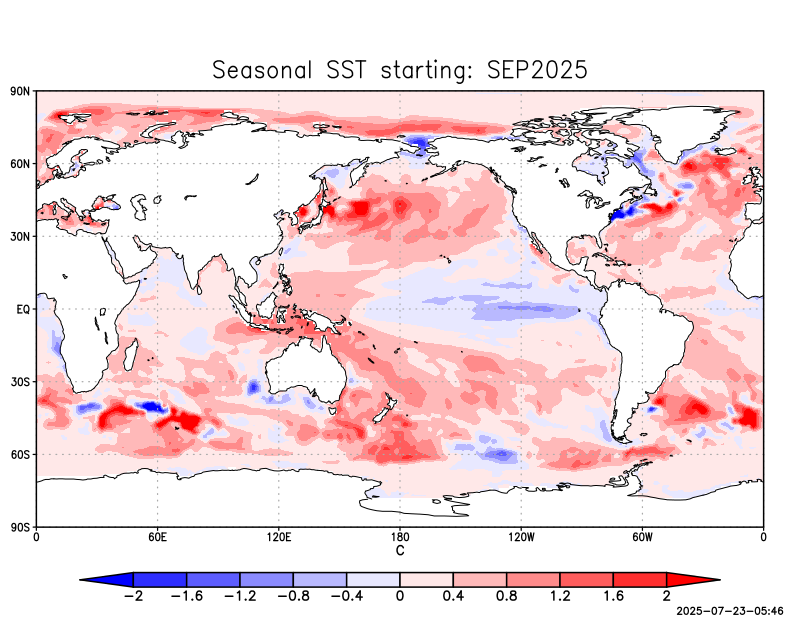 Seasonal SST starting: SEP2025
90N
60N
30N
EQ
30S
60S
90S
0 60E 120E 180 120W 60W 0
C
-2 -1.6 -1.2 -0.8 -0.4 0 0.4 0.8 1.2 1.6 2
2025-07-23-05:46